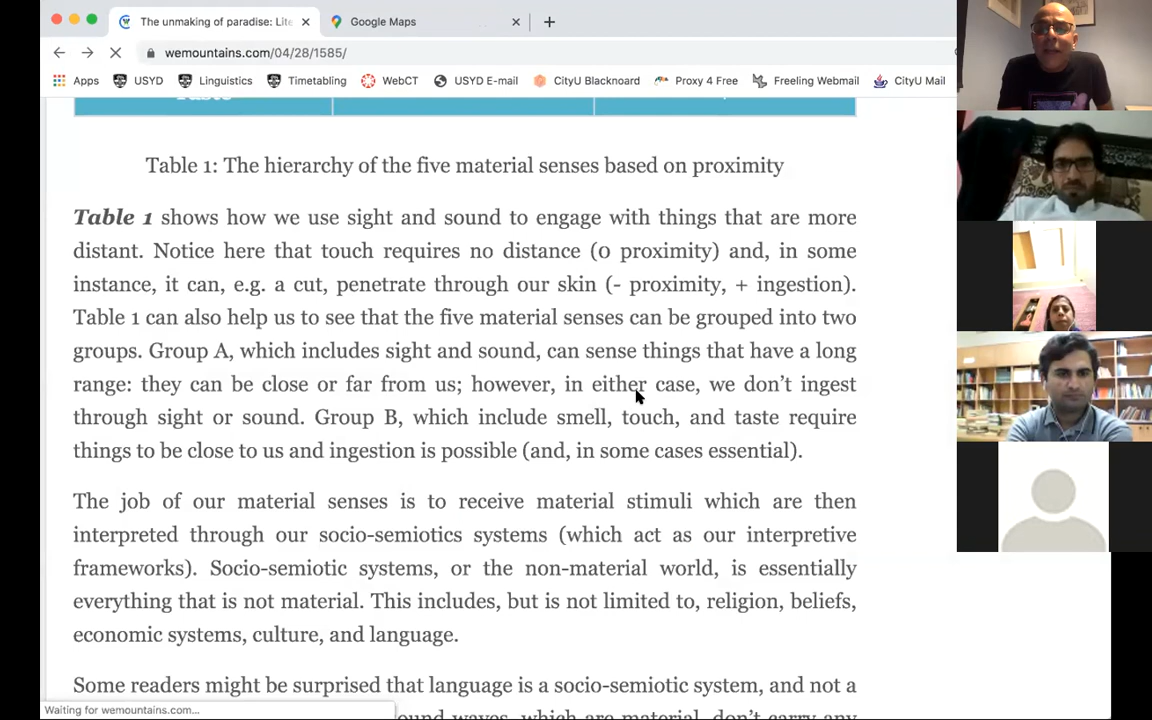 The unmaking of paradise: Lite
Google Maps
wemountains.com/04/28/1585/
Apps USYD Linguistics Timetabling WebCT USYD E-mail CityU Blacknoard Proxy 4 Free Freeling Webmail CityU Mail
Table 1: The hierarchy of the five material senses based on proximity
Table 1 shows how we use sight and sound to engage with things that are more
distant. Notice here that touch requires no distance (0 proximity) and, in some
instance, it can, e.g. a cut, penetrate through our skin (- proximity, + ingestion).
Table 1 can also help us to see that the five material senses can be grouped into two
groups. Group A, which includes sight and sound, can sense things that have a long
range: they can be close or far from us; however, in either case, we don't ingest
through sight or sound. Group B, which include smell, touch, and taste require
things to be close to us and ingestion is possible (and, in some cases essential).
The job of our material senses is to receive material stimuli which are then
interpreted through our socio-semiotics systems (which act as our interpretive
frameworks). Socio-semiotic systems, or the non-material world, is essentially
everything that is not material. This includes, but is not limited to, religion, beliefs,
economic systems, culture, and language.
Some readers might be surprised that language is a socio-semiotic system, and not a
Waiting for wemountains.com...
ound waves, which are material, don't carry any